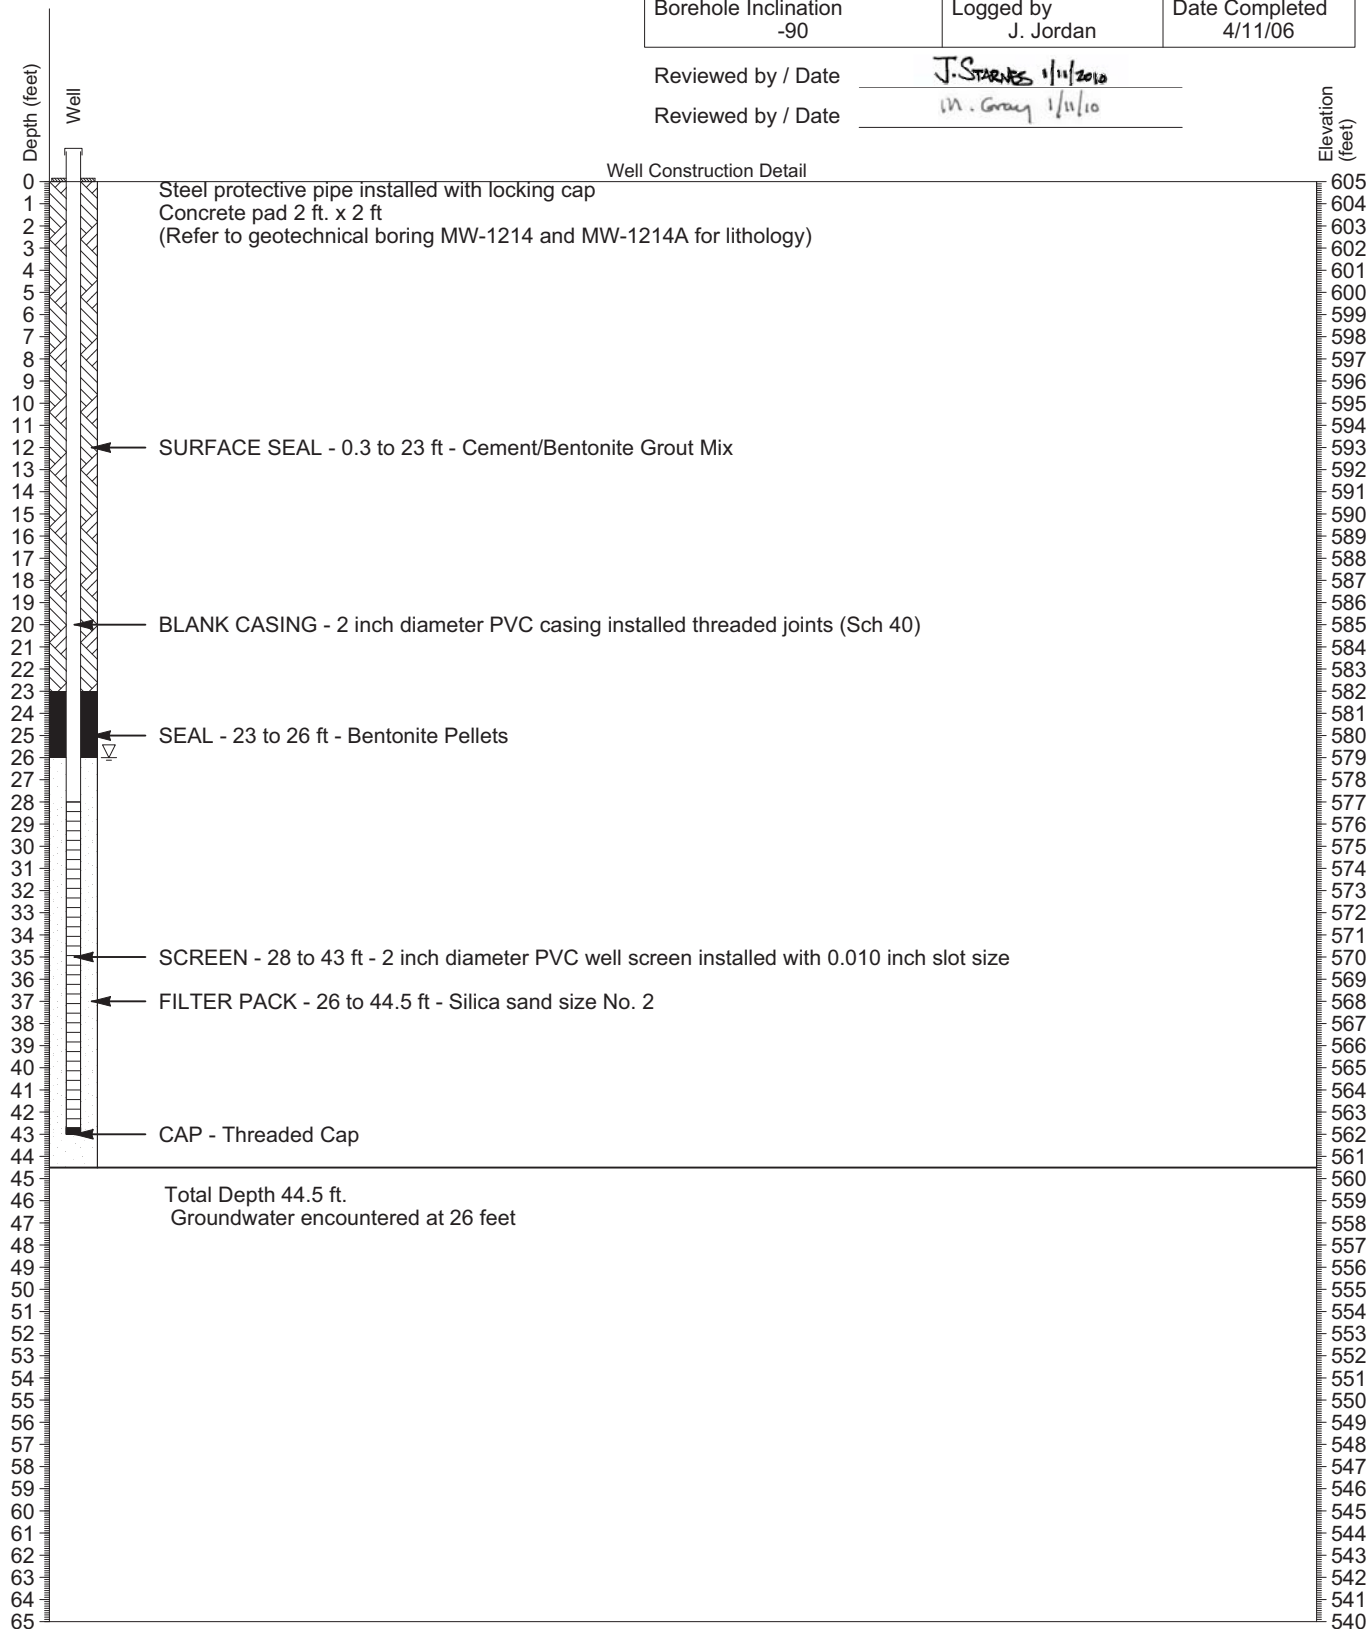 Borehole Inclination
-90
Logged by
J. Jordan
Date Completed
4/11/06
Reviewed by / Date J. STARNES 1/11/2010
Reviewed by / Date M. Gray 1/11/10
Depth (feet)
Well
Elevation
(feet)
Well Construction Detail
0 605
Steel protective pipe installed with locking cap
1 604
Concrete pad 2 ft. x 2 ft
2 603
(Refer to geotechnical boring MW-1214 and MW-1214A for lithology)
3 602
4 601
5 600
6 599
7 598
8 597
9 596
10 595
11 594
12 SURFACE SEAL - 0.3 to 23 ft - Cement/Bentonite Grout Mix 593
13 592
14 591
15 590
16 589
17 588
18 587
19 586
20 BLANK CASING - 2 inch diameter PVC casing installed threaded joints (Sch 40) 585
21 584
22 583
23 582
24 581
25 SEAL - 23 to 26 ft - Bentonite Pellets 580
26 579
27 578
28 577
29 576
30 575
31 574
32 573
33 572
34 571
35 SCREEN - 28 to 43 ft - 2 inch diameter PVC well screen installed with 0.010 inch slot size 570
36 569
37 FILTER PACK - 26 to 44.5 ft - Silica sand size No. 2 568
38 567
39 566
40 565
41 564
42 563
43 CAP - Threaded Cap 562
44 561
45 560
Total Depth 44.5 ft.
46 559
Groundwater encountered at 26 feet
47 558
48 557
49 556
50 555
51 554
52 553
53 552
54 551
55 550
56 549
57 548
58 547
59 546
60 545
61 544
62 543
63 542
64 541
65 540